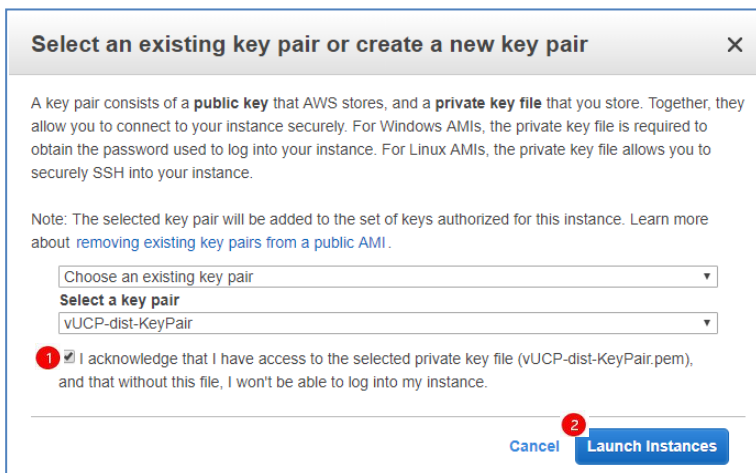 Select an existing key pair or create a new key pair ×
A key pair consists of a public key that AWS stores, and a private key file that you store. Together, they
allow you to connect to your instance securely. For Windows AMIs, the private key file is required to
obtain the password used to log into your instance. For Linux AMIs, the private key file allows you to
securely SSH into your instance.
Note: The selected key pair will be added to the set of keys authorized for this instance. Learn more
about removing existing key pairs from a public AMI.
Choose an existing key pair
Select a key pair
vUCP-dist-KeyPair
1 I acknowledge that I have access to the selected private key file (vUCP-dist-KeyPair.pem),
and that without this file, I won't be able to log into my instance.
2
Cancel Launch Instances